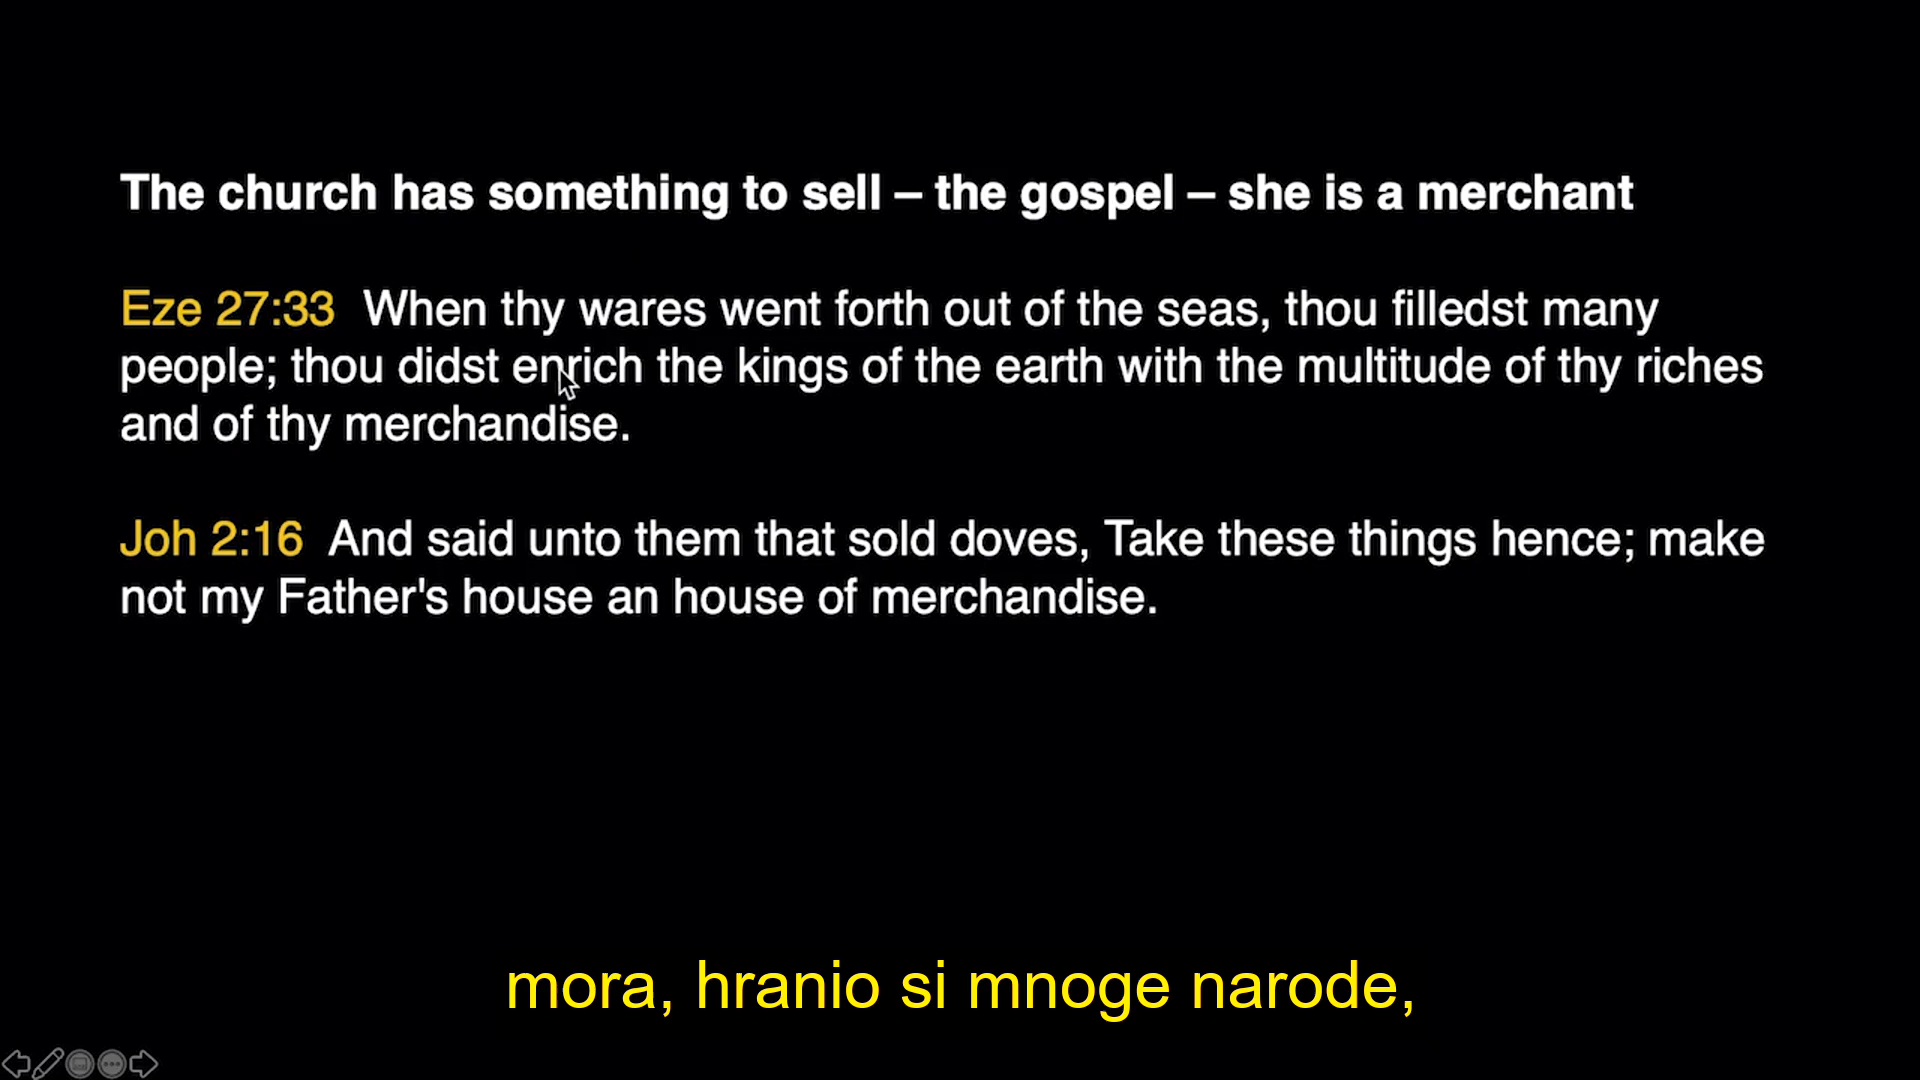 The church has something to sell – the gospel – she is a merchant
Eze 27:33 When thy wares went forth out of the seas, thou filledst many
people; thou didst enrich the kings of the earth with the multitude of thy riches
and of thy merchandise.
Joh 2:16 And said unto them that sold doves, Take these things hence; make
not my Father's house an house of merchandise.
mora, hranio si mnoge narode,